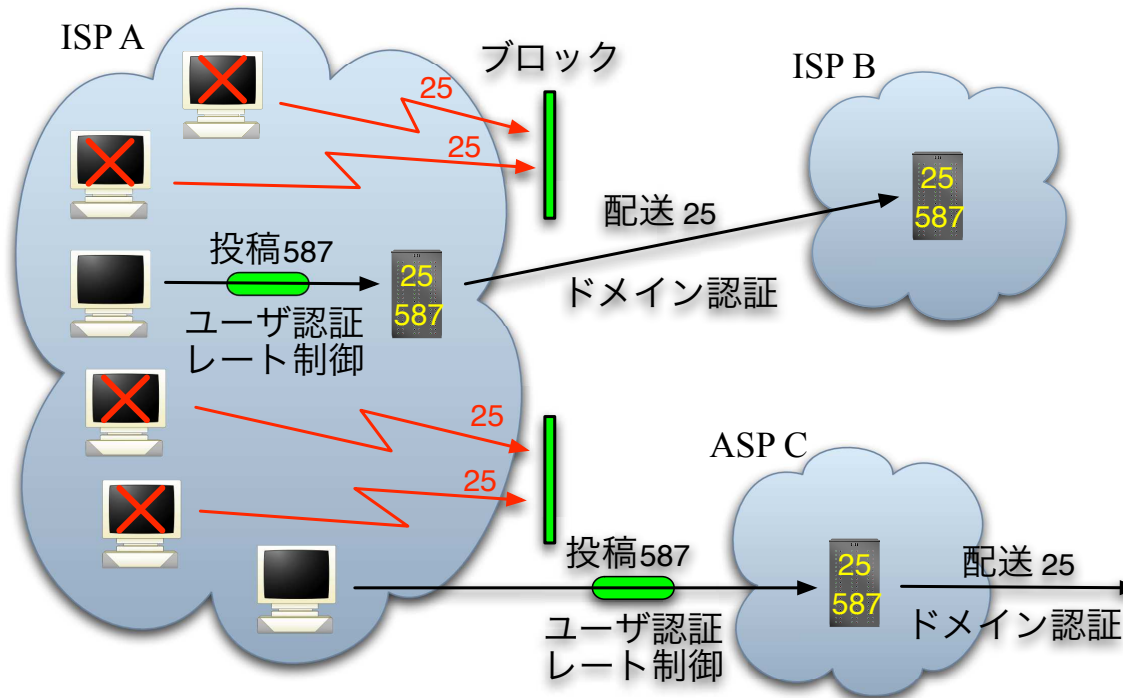 ISP A
ブロック
ISP B
25
25
25
587
配送 25
投稿587
25
587
ドメイン認証
ユーザ認証
レート制御
25
ASP C
25
投稿587
25
587
配送 25
ユーザ認証
レート制御
ドメイン認証